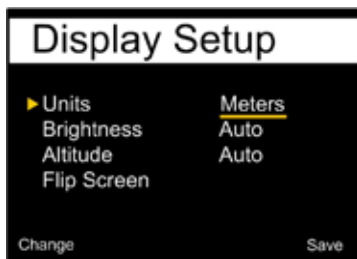 Display Setup
Units Meters
Brightness Auto
Altitude Auto
Flip Screen
Change Save